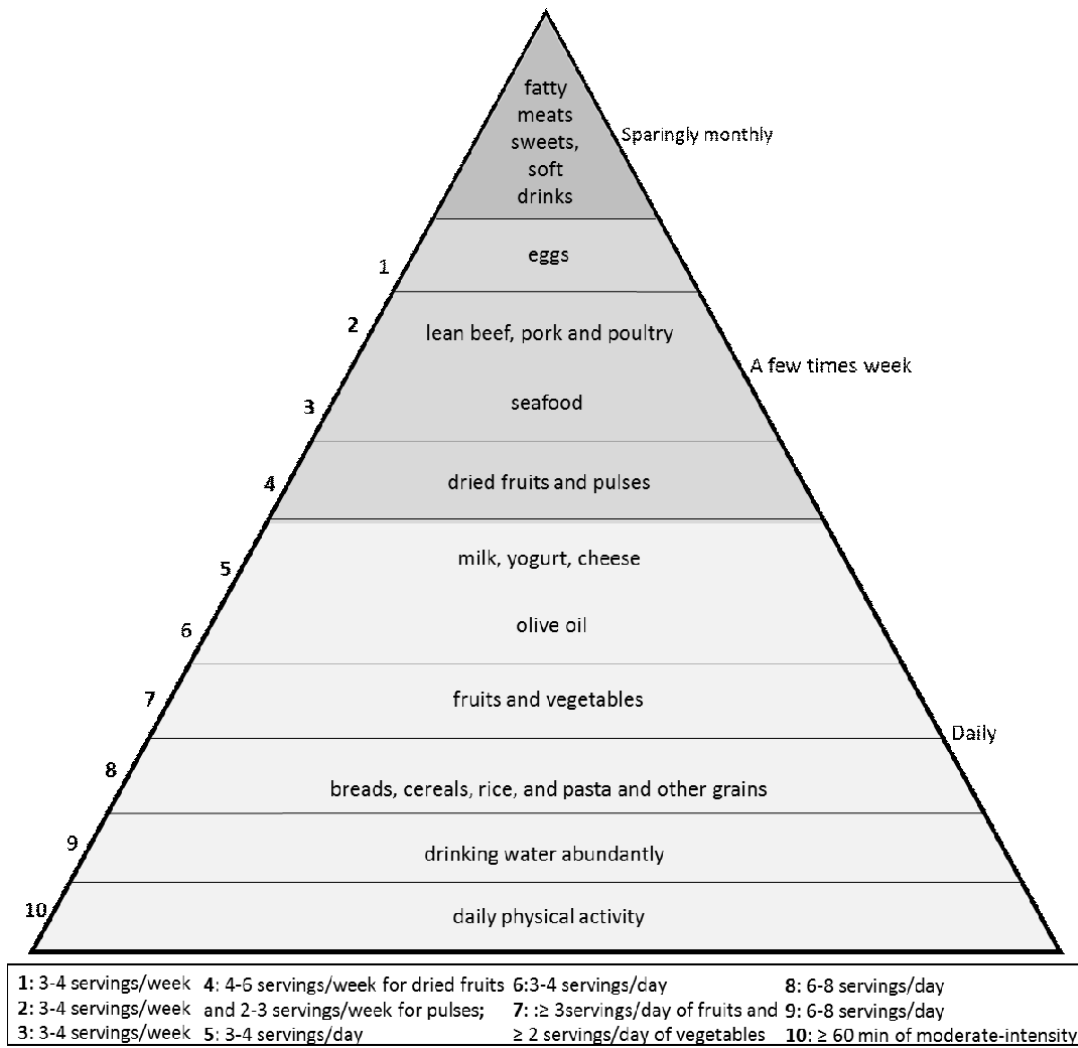 fatty
meats
sweets,
soft
drinks
Sparingly monthly
eggs
1
2
lean beef, pork and poultry
A few times week
3
seafood
4
dried fruits and pulses
5
milk, yogurt, cheese
6
olive oil
7
fruits and vegetables
Daily
8
breads, cereals, rice, and pasta and other grains
9
drinking water abundantly
10
daily physical activity
1: 3-4 servings/week 4: 4-6 servings/week for dried fruits 6:3-4 servings/day 8: 6-8 servings/day
2: 3-4 servings/week and 2-3 servings/week for pulses; 7: :≥ 3servings/day of fruits and 9: 6-8 servings/day
3: 3-4 servings/week 5: 3-4 servings/day ≥ 2 servings/day of vegetables 10: ≥ 60 min of moderate-intensity